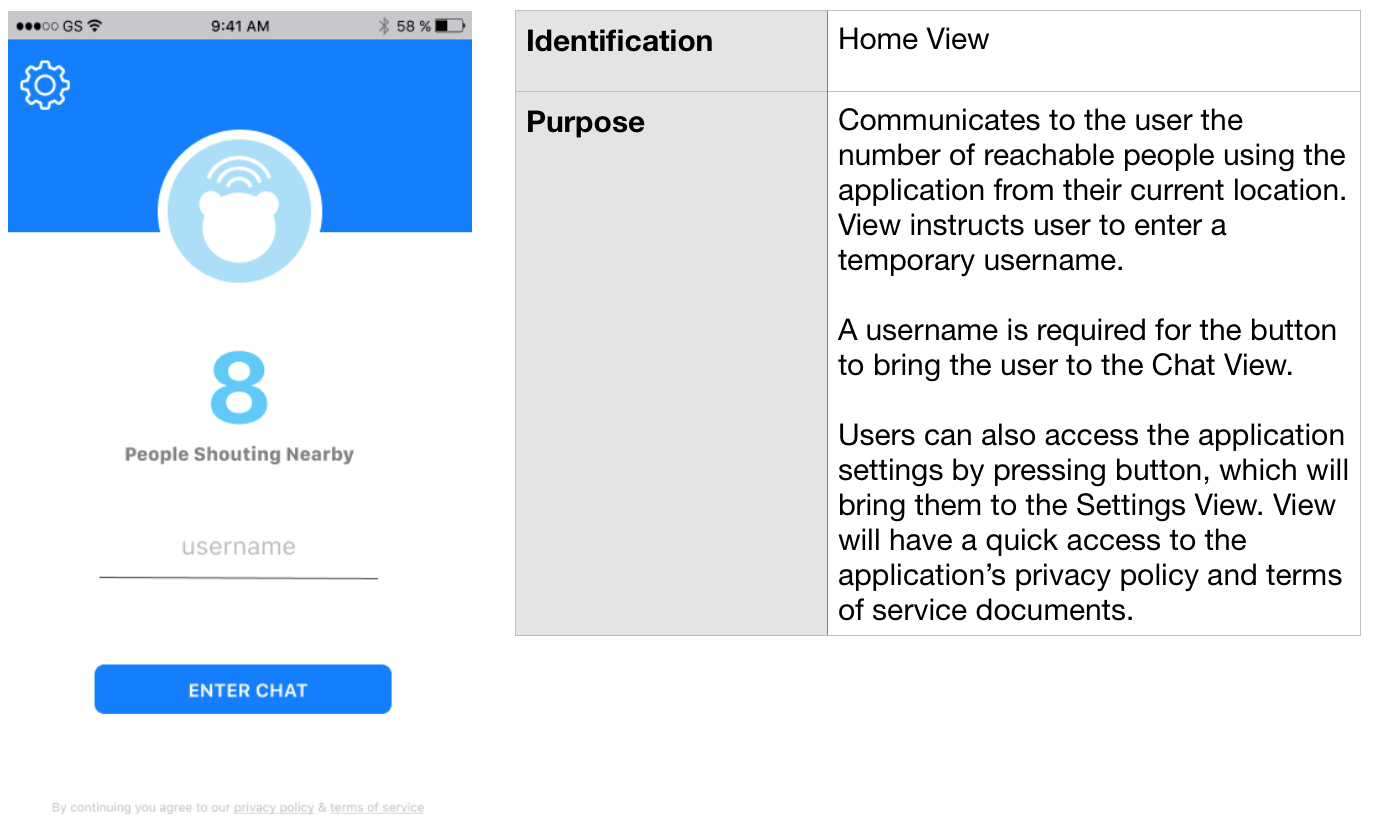 GS 9:41 AM 58 %
8
People Shouting Nearby
username
ENTER CHAT
By continuing you agree to our privacy policy & terms of service
Identification
Home View
Purpose
Communicates to the user the
number of reachable people using the
application from their current location.
View instructs user to enter a
temporary username.
A username is required for the button
to bring the user to the Chat View.
Users can also access the application
settings by pressing button, which will
bring them to the Settings View. View
will have a quick access to the
application’s privacy policy and terms
of service documents.